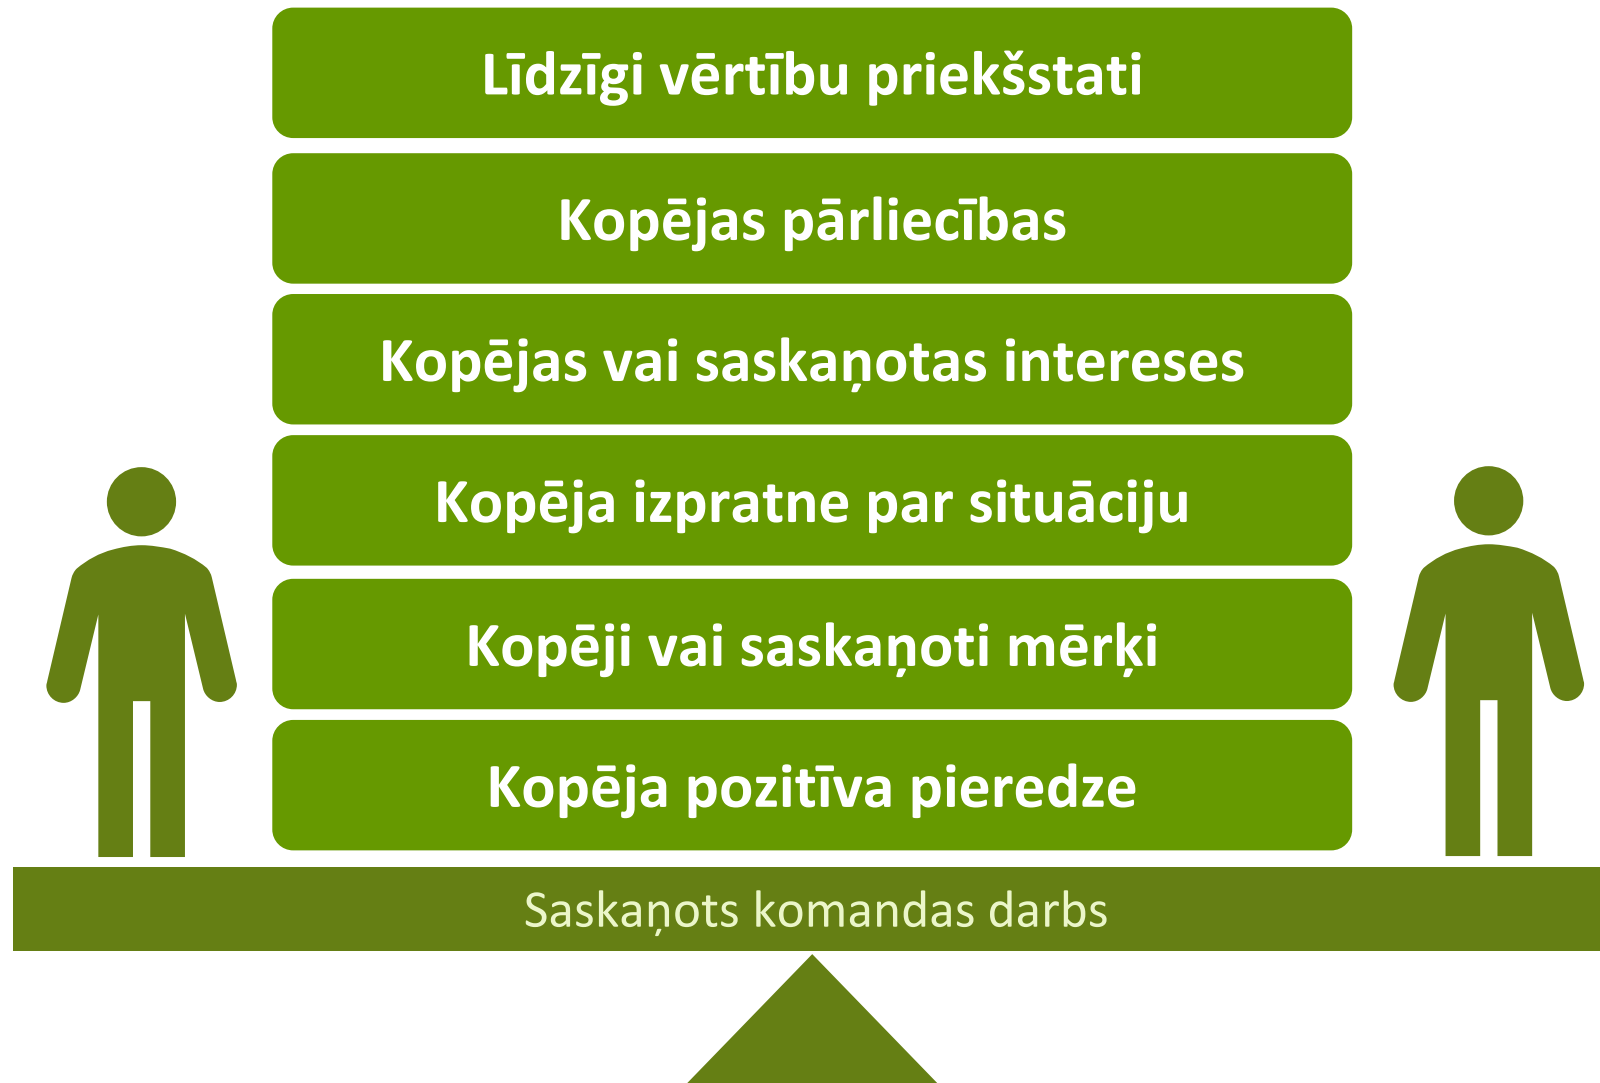 Līdzīgi vērtību priekšstati
Kopējas pārliecības
Kopējas vai saskaņotas intereses
Kopēja izpratne par situāciju
Kopēji vai saskaņoti mērķi
Kopēja pozitīva pieredze
Saskaņots komandas darbs